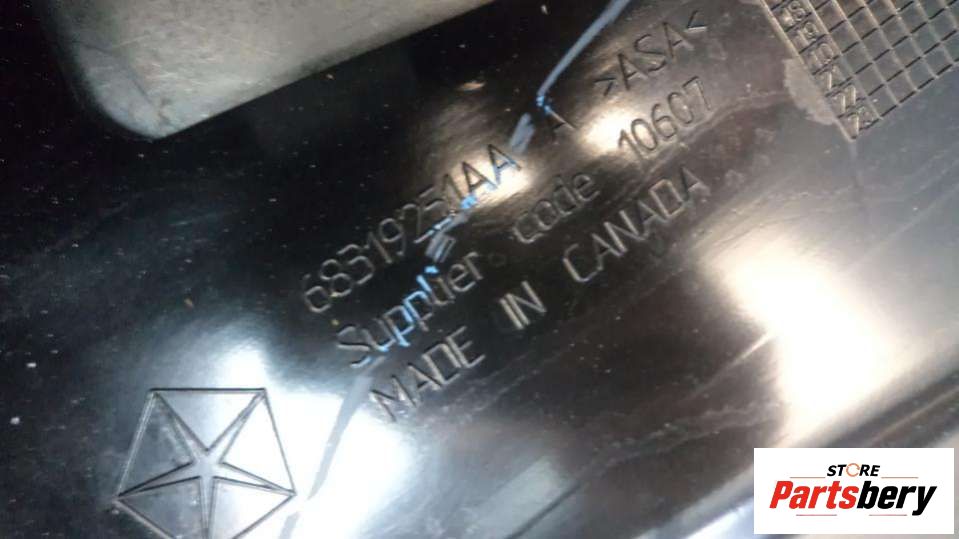 68319251AA A >ASA<
Supplier code 10607
MADE IN CANADA
STORE
Partsbery